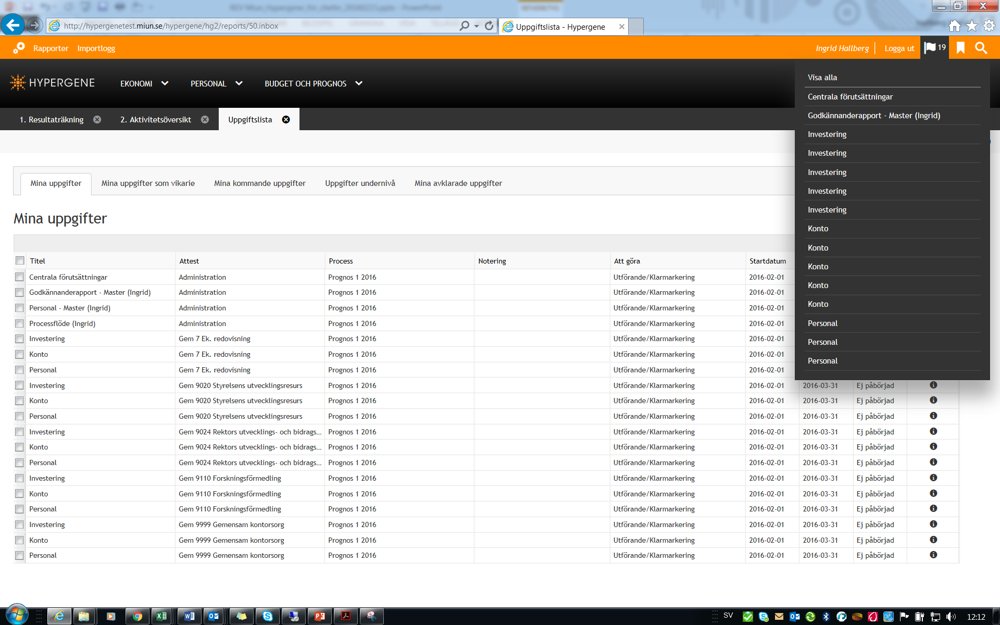 http://hypergenetest.miun.se/hypergene/hg2/reports/50.inbox
Uppgiftslista - Hypergene
Rapporter Importlogg
Ingrid Hallberg Logga ut 19
HYPERGENE EKONOMI PERSONAL BUDGET OCH PROGNOS
1. Resultaträkning 2. Aktivitetsöversikt Uppgiftslista
Visa alla
Centrala förutsättningar
Godkännanderapport - Master (Ingrid)
Investering
Investering
Investering
Investering
Investering
Konto
Konto
Konto
Konto
Konto
Personal
Personal
Personal
Mina uppgifter Mina uppgifter som vikarie Mina kommande uppgifter Uppgifter undernivå Mina avklarade uppgifter
Mina uppgifter
Titel Attest Process Notering Att göra Startdatum
Centrala förutsättningar Administration Prognos 1 2016 Utförande/Klarmarkering 2016-02-01
Godkännanderapport - Master (Ingrid) Administration Prognos 1 2016 Utförande/Klarmarkering 2016-02-01
Personal - Master (Ingrid) Administration Prognos 1 2016 Utförande/Klarmarkering 2016-02-01
Processflöde (Ingrid) Administration Prognos 1 2016 Utförande/Klarmarkering 2016-02-01
Investering Gem 7 Ek. redovisning Prognos 1 2016 Utförande/Klarmarkering 2016-02-01
Konto Gem 7 Ek. redovisning Prognos 1 2016 Utförande/Klarmarkering 2016-02-01
Personal Gem 7 Ek. redovisning Prognos 1 2016 Utförande/Klarmarkering 2016-02-01
Investering Gem 9020 Styrelsens utvecklingsresurs Prognos 1 2016 Utförande/Klarmarkering 2016-02-01 2016-03-31 Ej påbörjad
Konto Gem 9020 Styrelsens utvecklingsresurs Prognos 1 2016 Utförande/Klarmarkering 2016-02-01 2016-03-31 Ej påbörjad
Personal Gem 9020 Styrelsens utvecklingsresurs Prognos 1 2016 Utförande/Klarmarkering 2016-02-01 2016-03-31 Ej påbörjad
Investering Gem 9024 Rektors utvecklings- och bidrags... Prognos 1 2016 Utförande/Klarmarkering 2016-02-01 2016-03-31 Ej påbörjad
Konto Gem 9024 Rektors utvecklings- och bidrags... Prognos 1 2016 Utförande/Klarmarkering 2016-02-01 2016-03-31 Ej påbörjad
Personal Gem 9024 Rektors utvecklings- och bidrags... Prognos 1 2016 Utförande/Klarmarkering 2016-02-01 2016-03-31 Ej påbörjad
Investering Gem 9110 Forskningsförmedling Prognos 1 2016 Utförande/Klarmarkering 2016-02-01 2016-03-31 Ej påbörjad
Konto Gem 9110 Forskningsförmedling Prognos 1 2016 Utförande/Klarmarkering 2016-02-01 2016-03-31 Ej påbörjad
Personal Gem 9110 Forskningsförmedling Prognos 1 2016 Utförande/Klarmarkering 2016-02-01 2016-03-31 Ej påbörjad
Investering Gem 9999 Gemensam kontorsorg Prognos 1 2016 Utförande/Klarmarkering 2016-02-01 2016-03-31 Ej påbörjad
Konto Gem 9999 Gemensam kontorsorg Prognos 1 2016 Utförande/Klarmarkering 2016-02-01 2016-03-31 Ej påbörjad
Personal Gem 9999 Gemensam kontorsorg Prognos 1 2016 Utförande/Klarmarkering 2016-02-01 2016-03-31 Ej påbörjad
SV 12:12